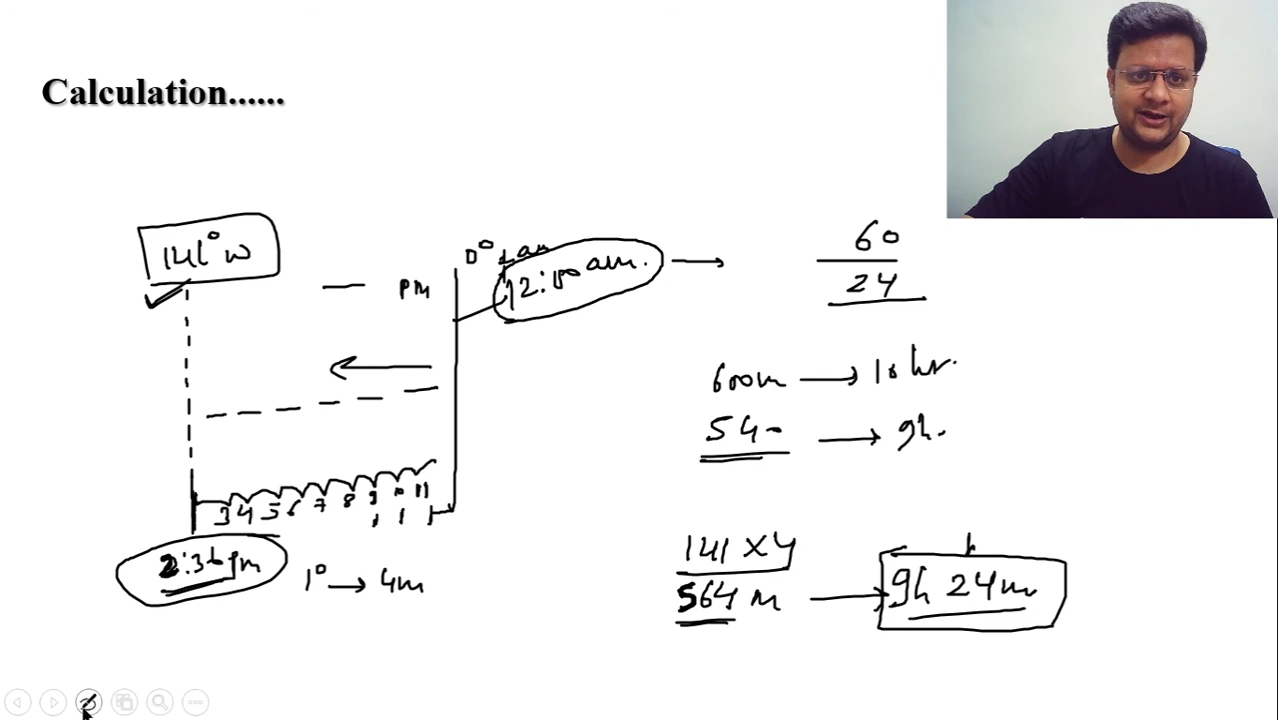 Calculation......
141° W
PM
0°
12:00 am.
60
24
600m → 10 hr.
540 → 9h.
3 4 5 6 7 8 9 10 11
2:36 pm
1° → 4m
141 x 4
564 m → 9h 24m